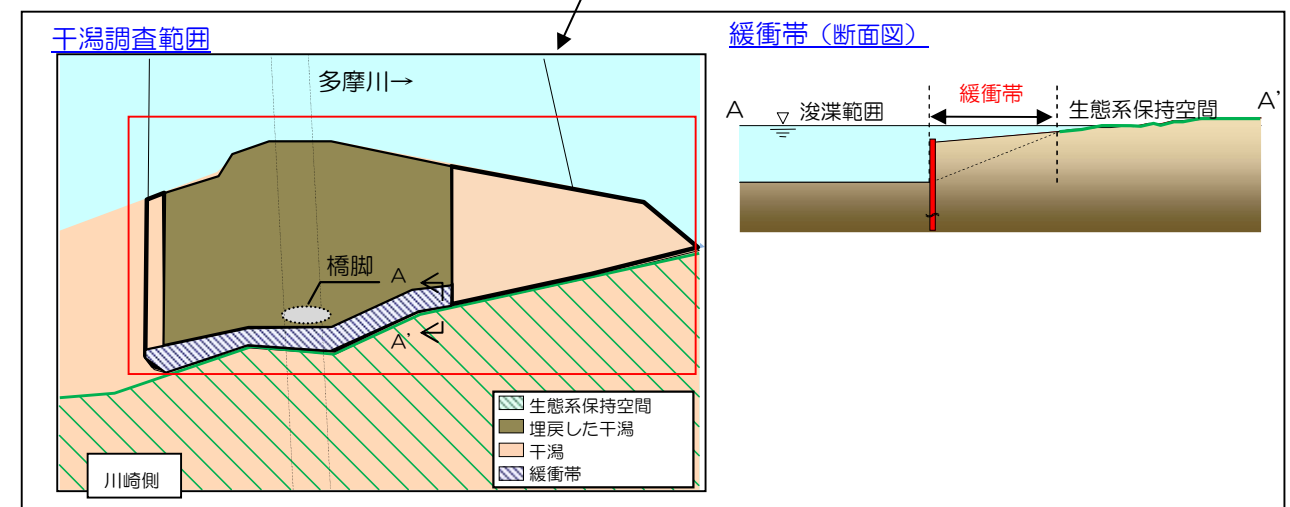 干潟調査範囲
多摩川→
橋脚
A
A'
生態系保持空間
埋戻した干潟
干潟
緩衝帯
川崎側
緩衝帯（断面図）
緩衝帯
A
▽ 浚渫範囲
生態系保持空間
A'